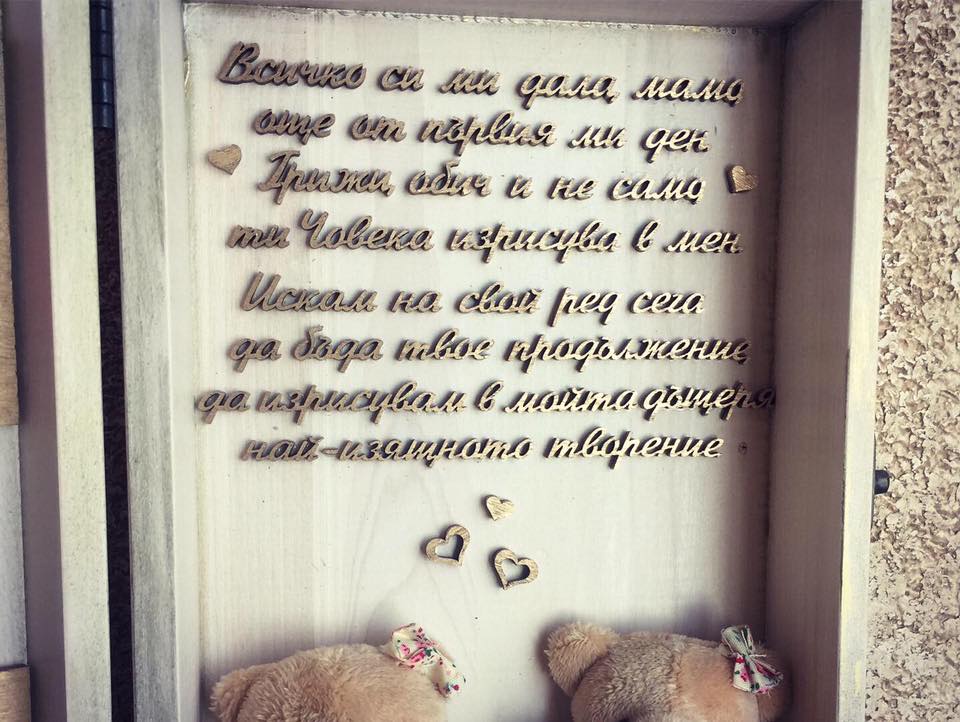 Всичко си ми дала, мамо,
още от първия ми ден.
Грижи, обич и не само,
ти Човека изрисува в мен.
Искам на свой ред сега
да бъда твое продължение,
да изрисувам в мойта дъщеря
най-изящното творение